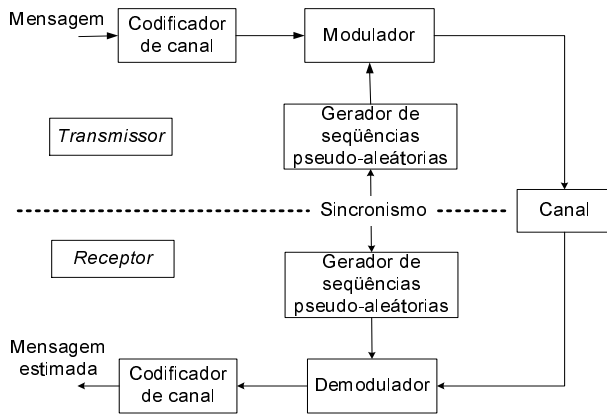 Mensagem
Codificador
de canal
Modulador
Gerador de
seqüências
pseudo-aleátorias
Transmissor
Sincronismo
Canal
Receptor
Gerador de
seqüências
pseudo-aleátorias
Mensagem
estimada
Codificador
de canal
Demodulador